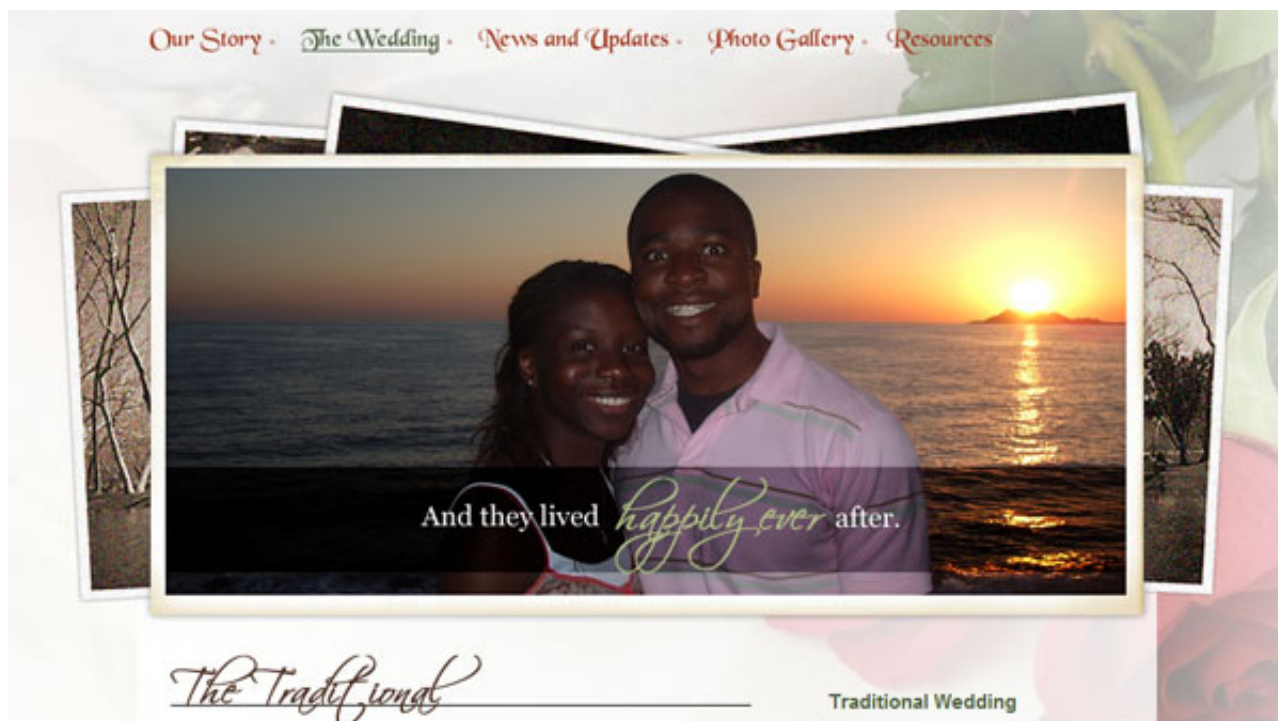 Our Story The Wedding News and Updates Photo Gallery Resources
And they lived happily ever after.
The Traditional
Traditional Wedding